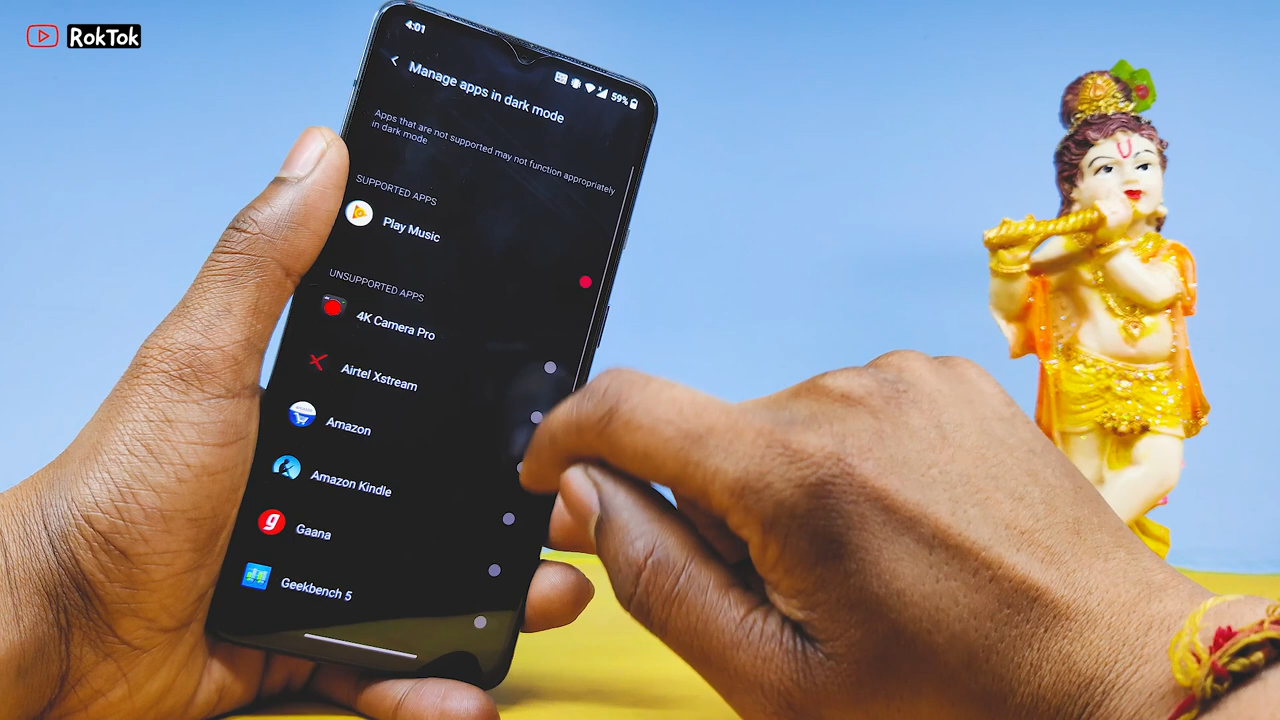 RokTok
4:01
59%
Manage apps in dark mode
Apps that are not supported may not function appropriately
in dark mode
SUPPORTED APPS
Play Music
UNSUPPORTED APPS
4K Camera Pro
Airtel Xstream
Amazon
Amazon Kindle
Gaana
Geekbench 5